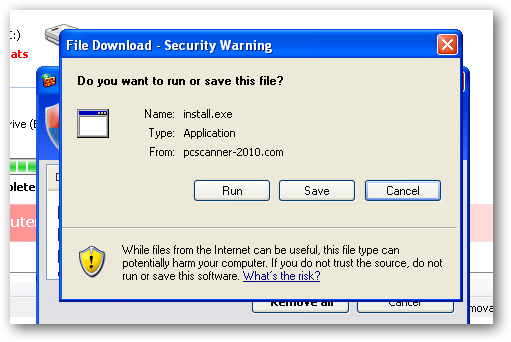 :)
ats
File Download - Security Warning
Do you want to run or save this file?
Name: install.exe
Type: Application
From: pcscanner-2010.com
rive (E
Run Save Cancel
mplete
uter
While files from the Internet can be useful, this file type can
potentially harm your computer. If you do not trust the source, do not
run or save this software. What's the risk?
Remove all Cancel mova